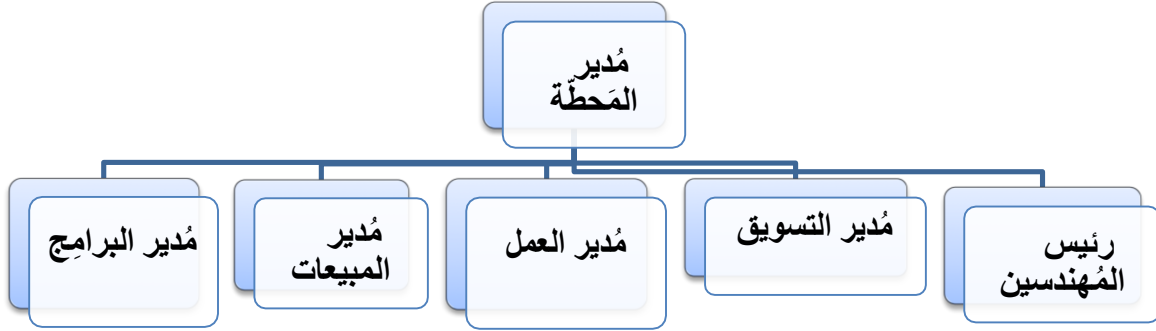 مُدير
المَحطّة
رئيس
المُهندسين
مُدير التسويق
مُدير العمل
مُدير
المبيعات
مُدير البرامِج